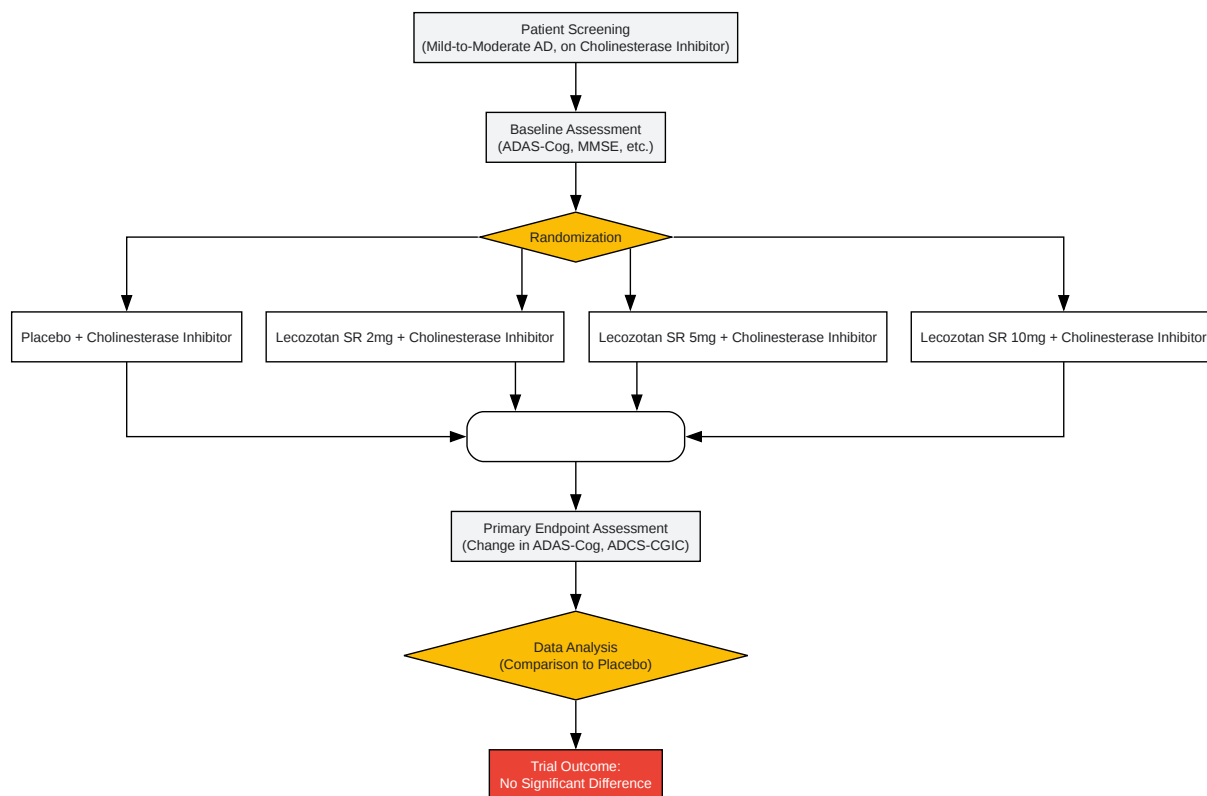 Patient Screening
(Mild-to-Moderate AD, on Cholinesterase Inhibitor)
Baseline Assessment
(ADAS-Cog, MMSE, etc.)
Randomization
Placebo + Cholinesterase Inhibitor
Lecozotan SR 2mg + Cholinesterase Inhibitor
Lecozotan SR 5mg + Cholinesterase Inhibitor
Lecozotan SR 10mg + Cholinesterase Inhibitor
Primary Endpoint Assessment
(Change in ADAS-Cog, ADCS-CGIC)
Data Analysis
(Comparison to Placebo)
Trial Outcome:
No Significant Difference